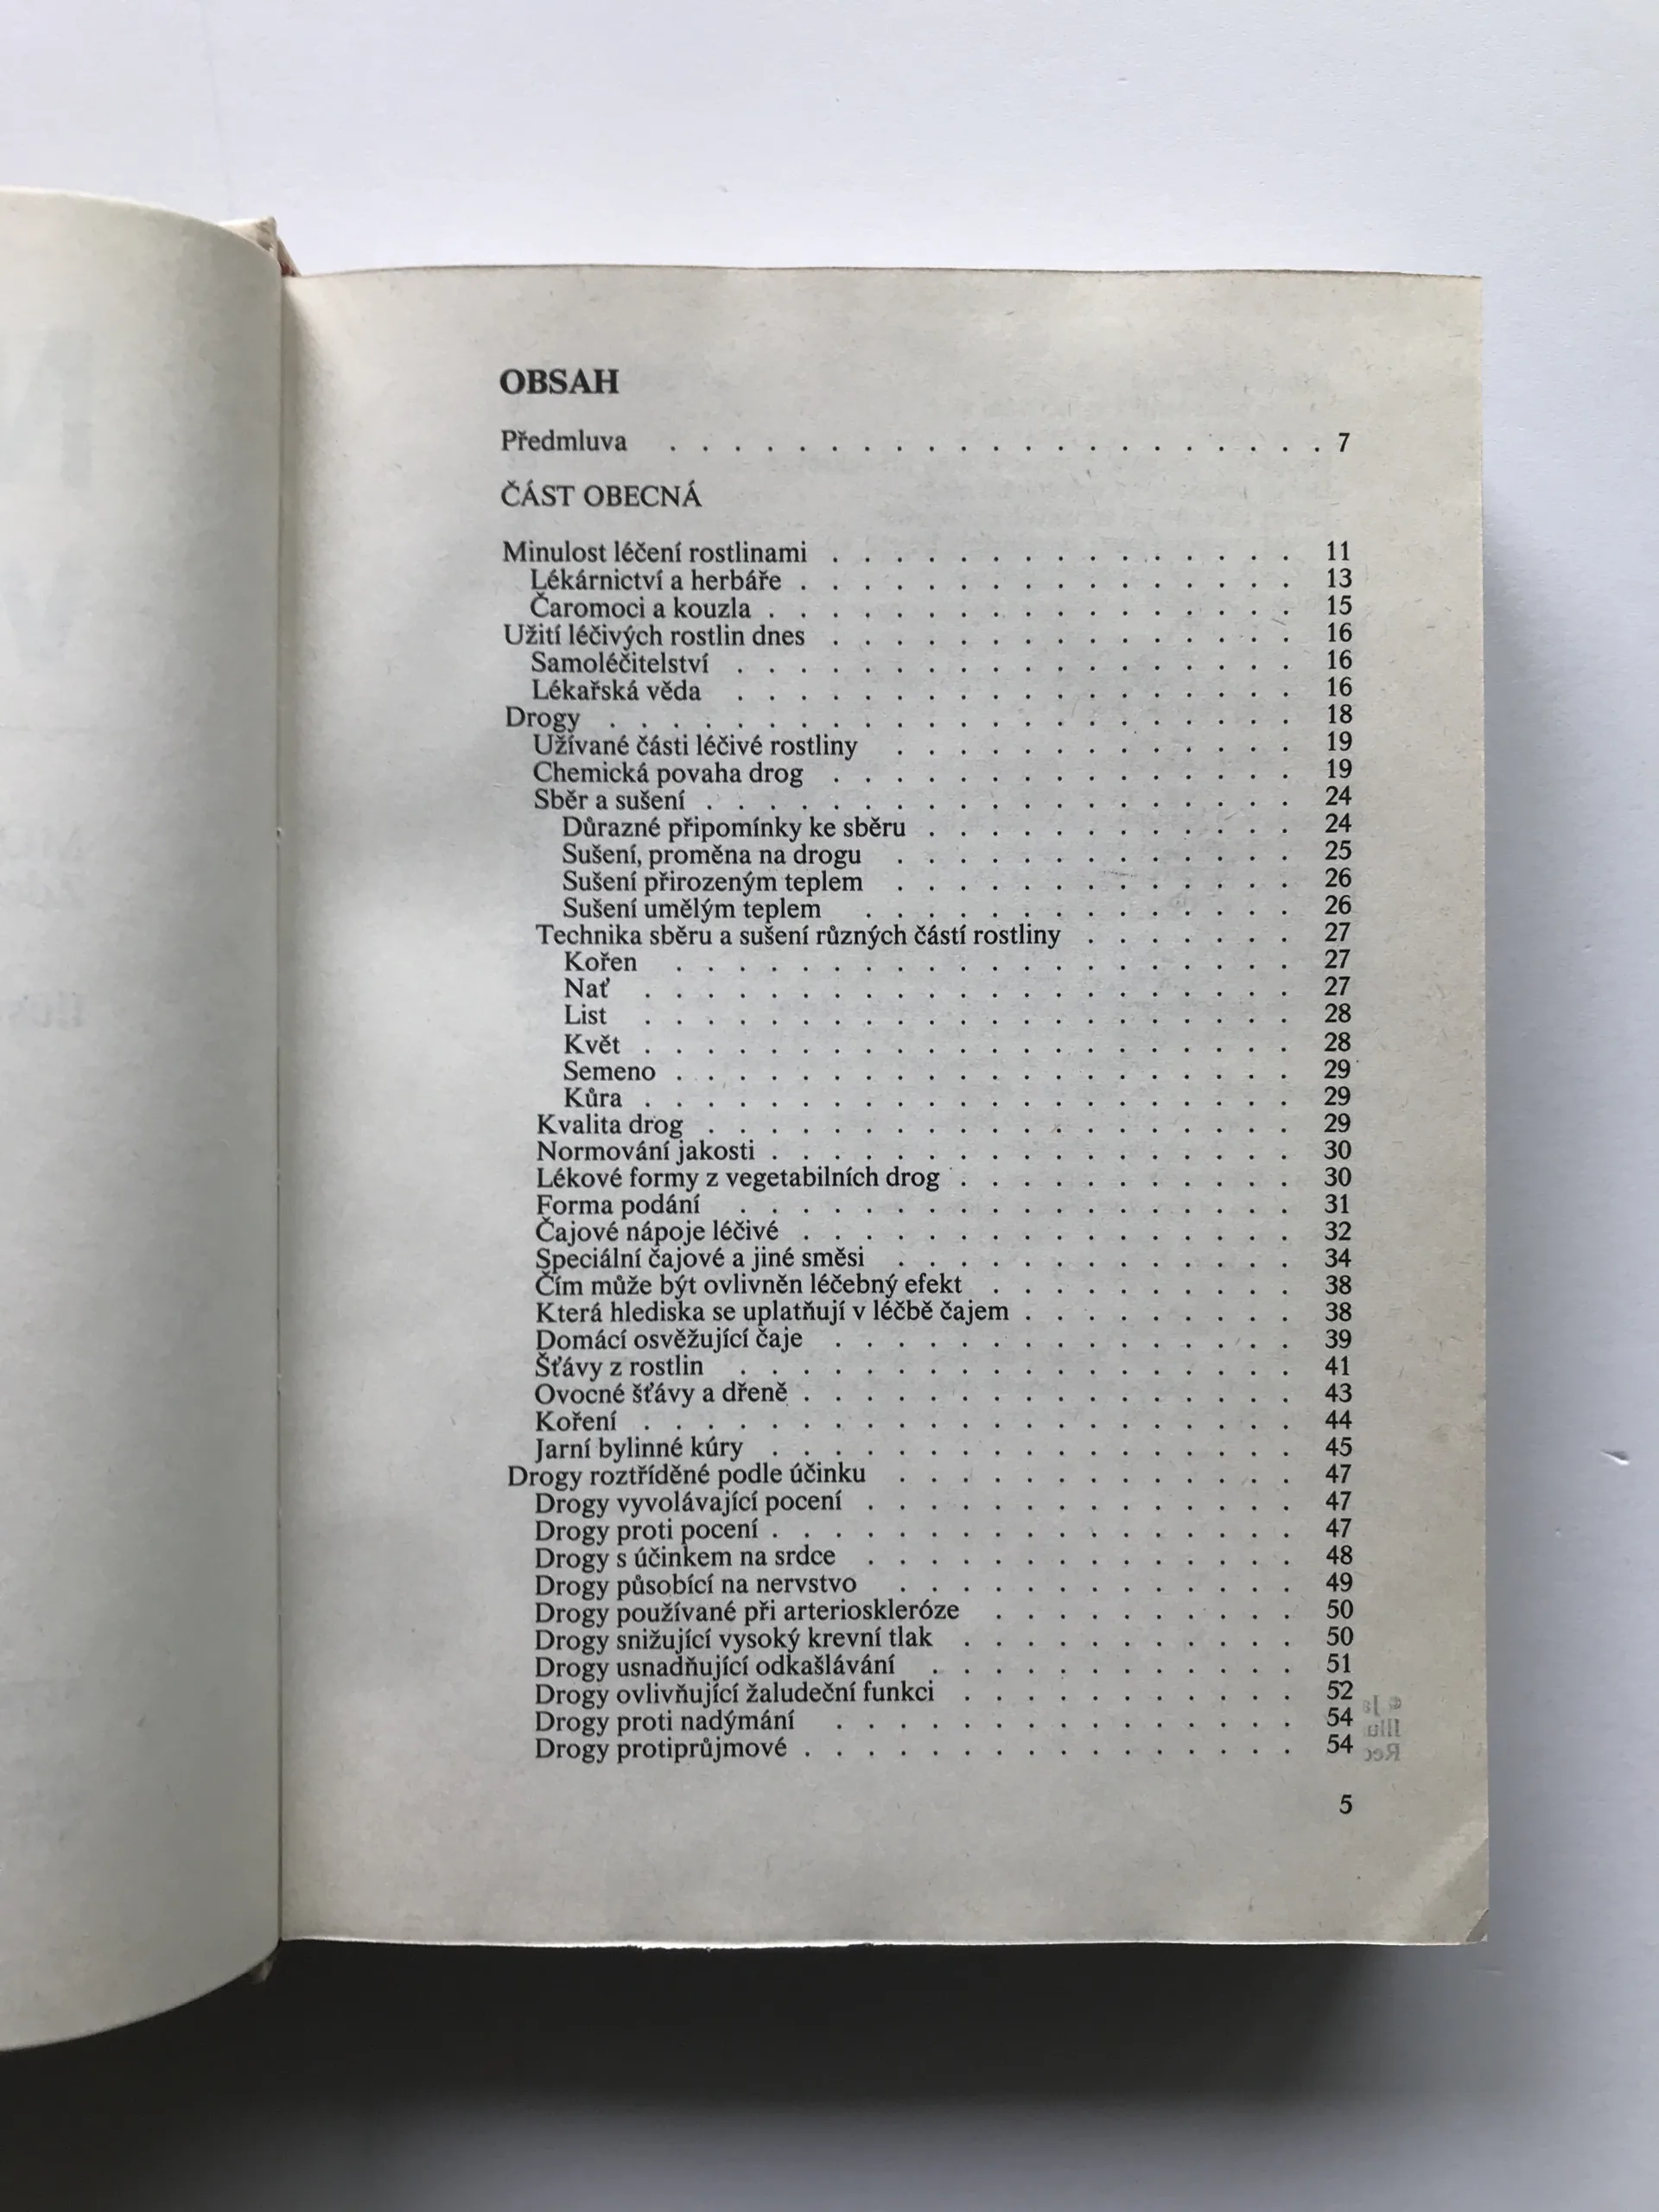 OBSAH
Předmluva . . . . . . . . . . . . . . . . . . . . . 7
ČÁST OBECNÁ
Minulost léčení rostlinami . . . . . . . . . . . . . . . 11
Lékárnictví a herbáře . . . . . . . . . . . . . . . . 13
Čaromoci a kouzla . . . . . . . . . . . . . . . . . 15
Užití léčivých rostlin dnes . . . . . . . . . . . . . . . 16
Samoléčitelství . . . . . . . . . . . . . . . . . . 16
Lékařská věda . . . . . . . . . . . . . . . . . . 16
Drogy . . . . . . . . . . . . . . . . . . . . . . 18
Užívané části léčivé rostliny . . . . . . . . . . . . . 19
Chemická povaha drog . . . . . . . . . . . . . . . 19
Sběr a sušení . . . . . . . . . . . . . . . . . . . 24
Důrazné připomínky ke sběru . . . . . . . . . . . . 24
Sušení, proměna na drogu . . . . . . . . . . . . . 25
Sušení přirozeným teplem . . . . . . . . . . . . . 26
Sušení umělým teplem . . . . . . . . . . . . . . 26
Technika sběru a sušení různých částí rostliny . . . . . . . 27
Kořen . . . . . . . . . . . . . . . . . . . . 27
Nať . . . . . . . . . . . . . . . . . . . . . 27
List . . . . . . . . . . . . . . . . . . . . . 28
Květ . . . . . . . . . . . . . . . . . . . . . 28
Semeno . . . . . . . . . . . . . . . . . . . . 29
Kůra . . . . . . . . . . . . . . . . . . . . . 29
Kvalita drog . . . . . . . . . . . . . . . . . . . 29
Normování jakosti . . . . . . . . . . . . . . . . . 30
Lékové formy z vegetabilních drog . . . . . . . . . . . 30
Forma podání . . . . . . . . . . . . . . . . . . 31
Čajové nápoje léčivé . . . . . . . . . . . . . . . . 32
Speciální čajové a jiné směsi . . . . . . . . . . . . . 34
Čím může být ovlivněn léčebný efekt . . . . . . . . . . 38
Která hlediska se uplatňují v léčbě čajem . . . . . . . . . 38
Domácí osvěžující čaje . . . . . . . . . . . . . . . 39
Šťávy z rostlin . . . . . . . . . . . . . . . . . . 41
Ovocné šťávy a dřeně . . . . . . . . . . . . . . . . 43
Koření . . . . . . . . . . . . . . . . . . . . . 44
Jarní bylinné kúry . . . . . . . . . . . . . . . . . 45
Drogy roztříděné podle účinku . . . . . . . . . . . . . 47
Drogy vyvolávající pocení . . . . . . . . . . . . . . 47
Drogy proti pocení . . . . . . . . . . . . . . . . . 47
Drogy s účinkem na srdce . . . . . . . . . . . . . . 48
Drogy působící na nervstvo . . . . . . . . . . . . . 49
Drogy používané při arterioskleróze . . . . . . . . . . 50
Drogy snižující vysoký krevní tlak . . . . . . . . . . . 50
Drogy usnadňující odkašlávání . . . . . . . . . . . . 51
Drogy ovlivňující žaludeční funkci . . . . . . . . . . . 52
Drogy proti nadýmání . . . . . . . . . . . . . . . 54
Drogy protiprůjmové . . . . . . . . . . . . . . . . 54
5